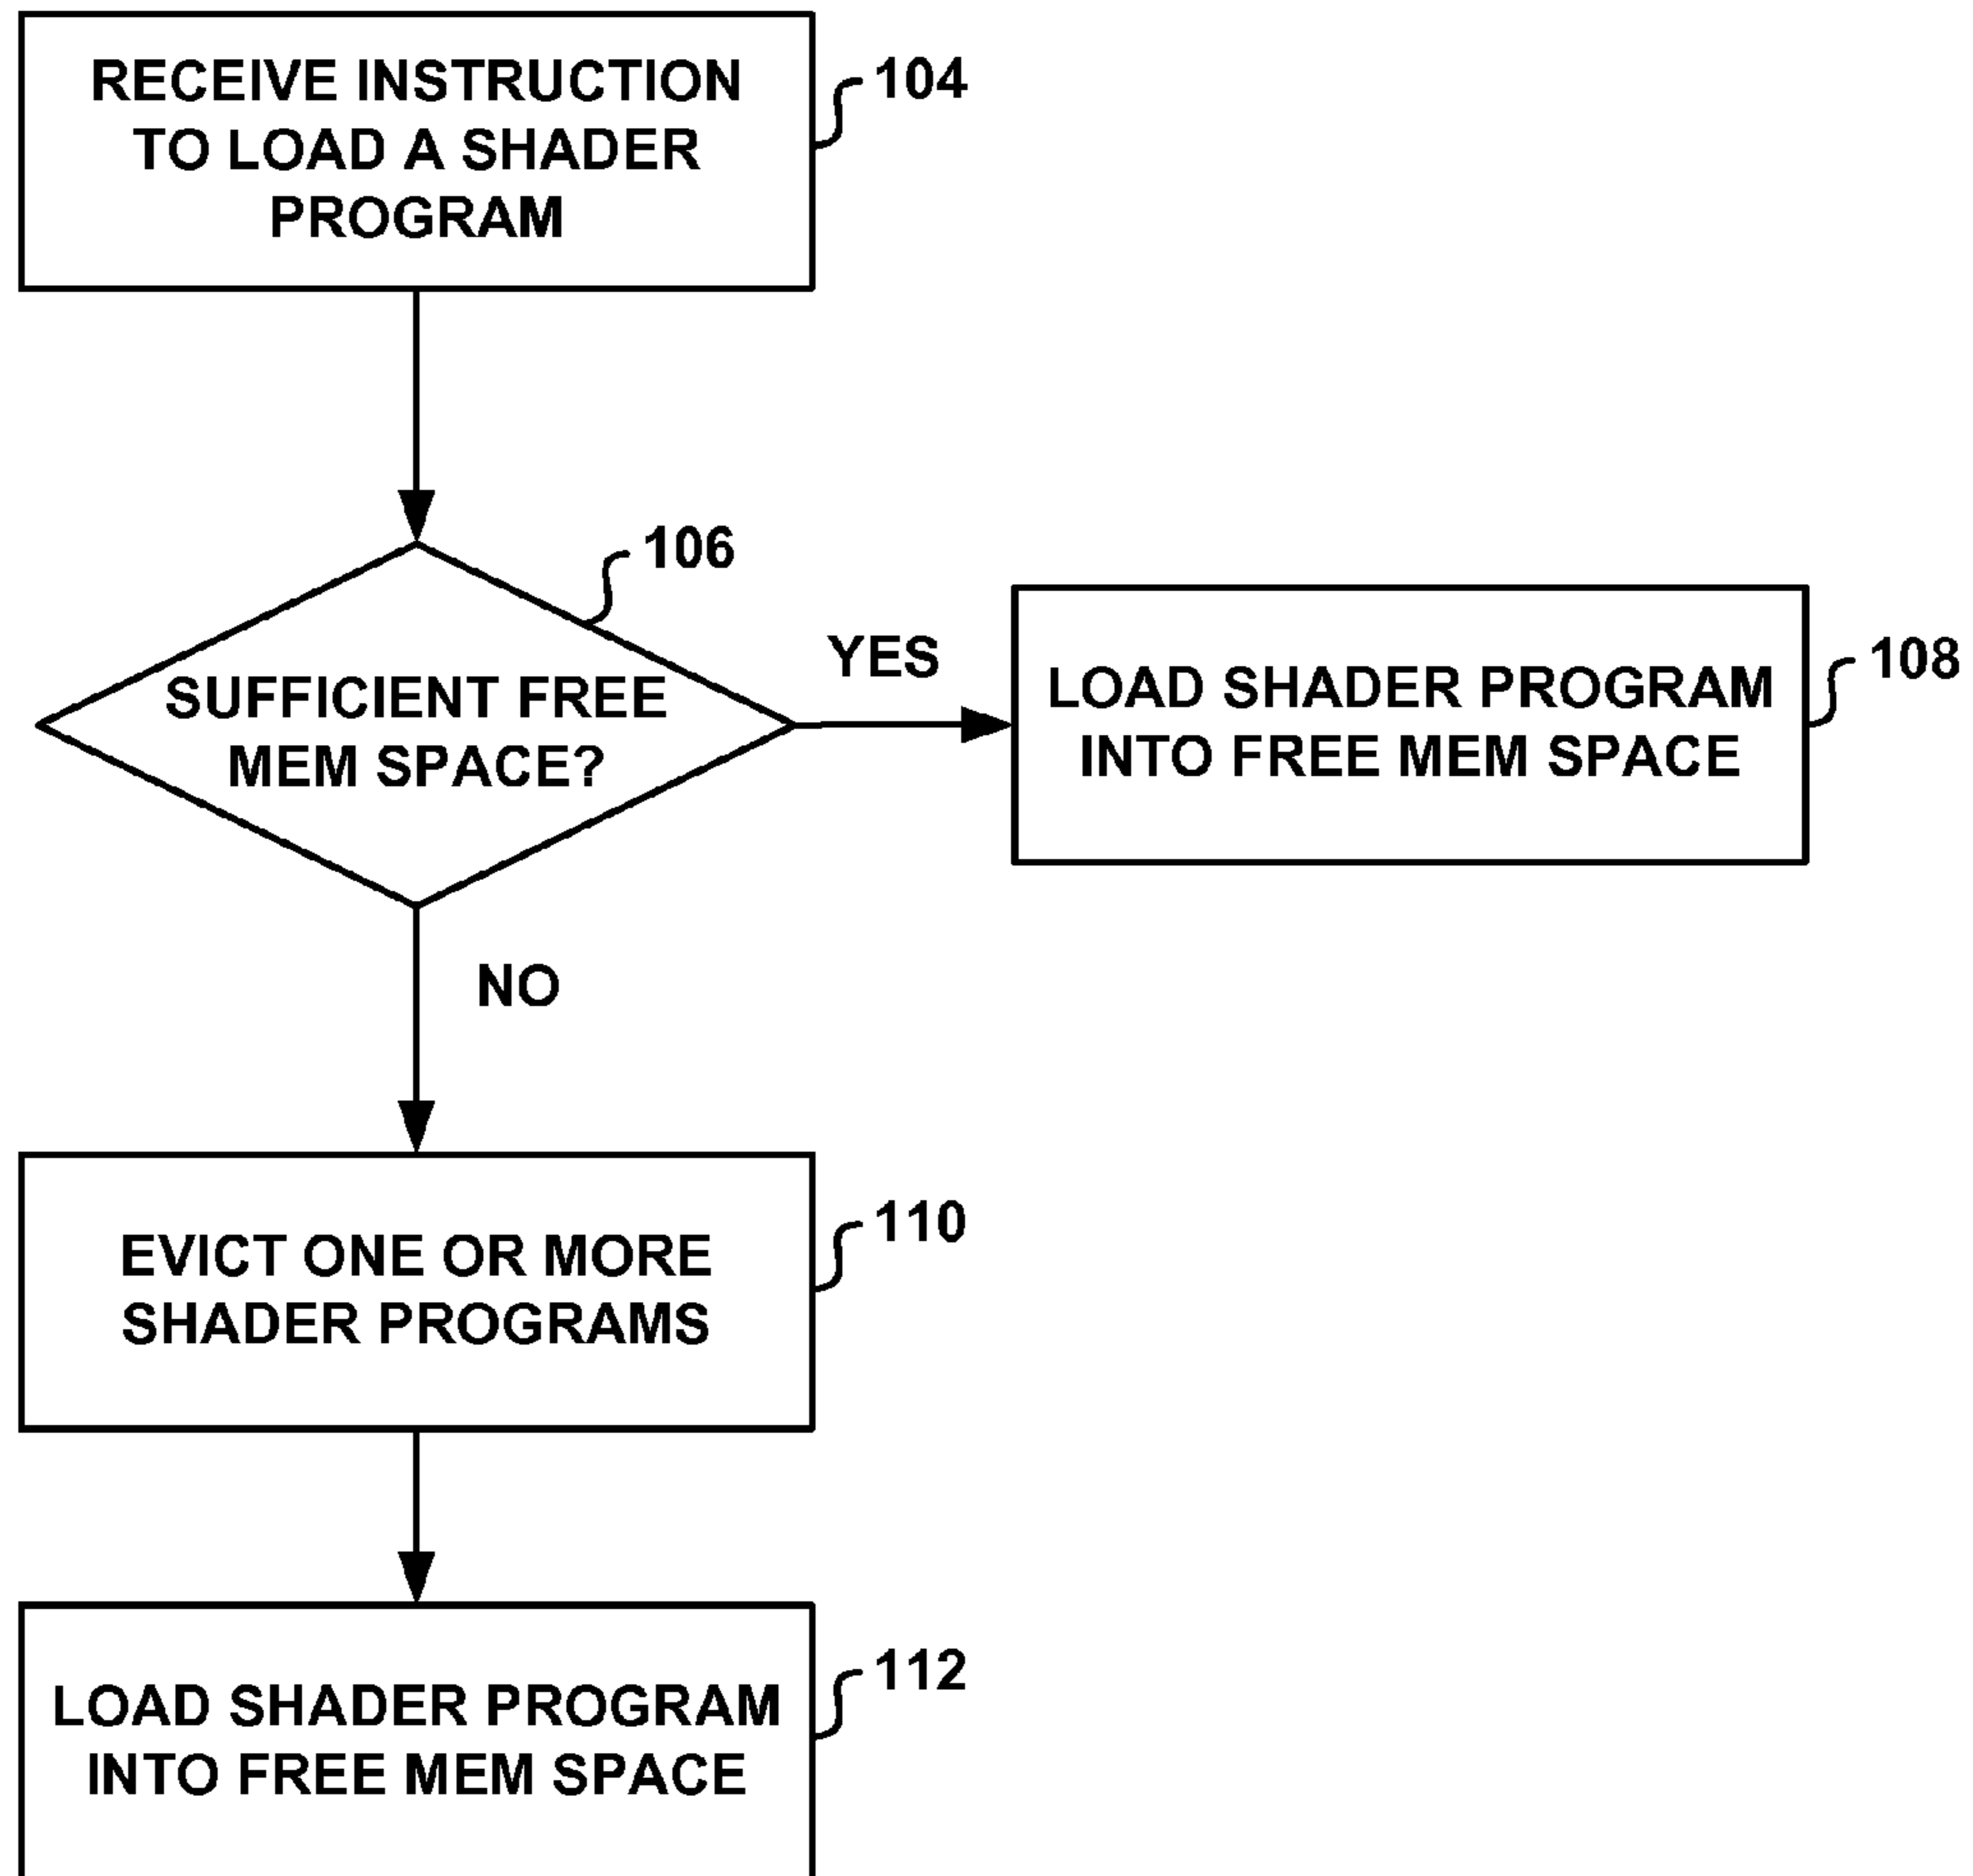 RECEIVE INSTRUCTION
TO LOAD A SHADER
PROGRAM
104
106
SUFFICIENT FREE
MEM SPACE?
YES
LOAD SHADER PROGRAM
INTO FREE MEM SPACE
108
NO
EVICT ONE OR MORE
SHADER PROGRAMS
110
LOAD SHADER PROGRAM
INTO FREE MEM SPACE
112